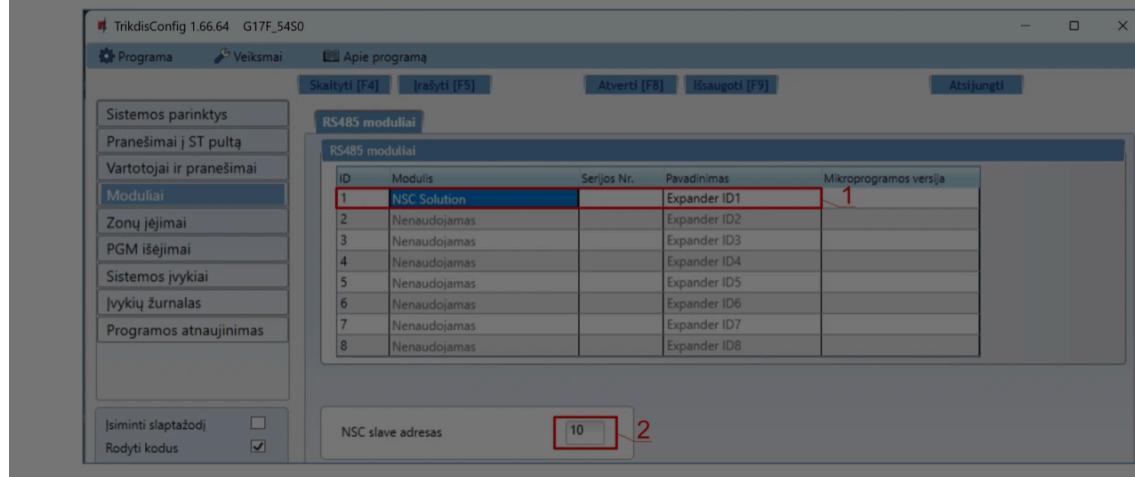 TrikdisConfig 1.66.64 G17F_54S0
Programa Veiksmai Apie programą
Skaityti [F4] Įrašyti [F5] Atverti [F8] Išsaugoti [F9] Atsijungti
Sistemos parinktys
Pranešimai į ST pultą
Vartotojai ir pranešimai
Moduliai
Zonų įėjimai
PGM išėjimai
Sistemos įvykiai
Įvykių žurnalas
Programos atnaujinimas
Įsiminti slaptažodį
Rodyti kodus
RS485 moduliai
RS485 moduliai
ID Modulis Serijos Nr. Pavadinimas Mikroprogramos versija
1 NSC Solution Expander ID1 1
2 Nenaudojamas Expander ID2
3 Nenaudojamas Expander ID3
4 Nenaudojamas Expander ID4
5 Nenaudojamas Expander ID5
6 Nenaudojamas Expander ID6
7 Nenaudojamas Expander ID7
8 Nenaudojamas Expander ID8
NSC slave adresas 10 2